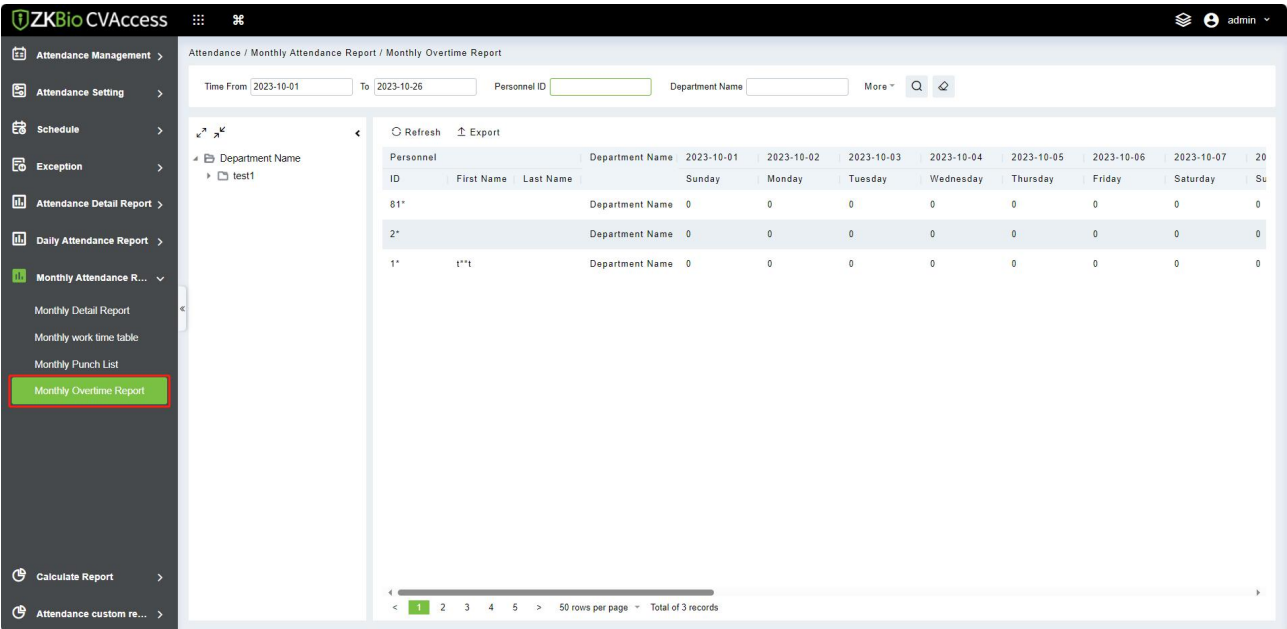 ZKBio CVAccess
admin
Attendance Management
Attendance Setting
Schedule
Exception
Attendance Detail Report
Daily Attendance Report
Monthly Attendance R...
Monthly Detail Report
Monthly work time table
Monthly Punch List
Monthly Overtime Report
Calculate Report
Attendance custom re...
Attendance / Monthly Attendance Report / Monthly Overtime Report
Time From 2023-10-01 To 2023-10-26 Personnel ID Department Name More
Department Name
test1
Refresh Export
Personnel Department Name 2023-10-01 2023-10-02 2023-10-03 2023-10-04 2023-10-05 2023-10-06 2023-10-07 20
ID First Name Last Name Sunday Monday Tuesday Wednesday Thursday Friday Saturday Su
81* Department Name 0 0 0 0 0 0 0 0
2* Department Name 0 0 0 0 0 0 0 0
1* t**t Department Name 0 0 0 0 0 0 0 0
< 1 2 3 4 5 > 50 rows per page Total of 3 records